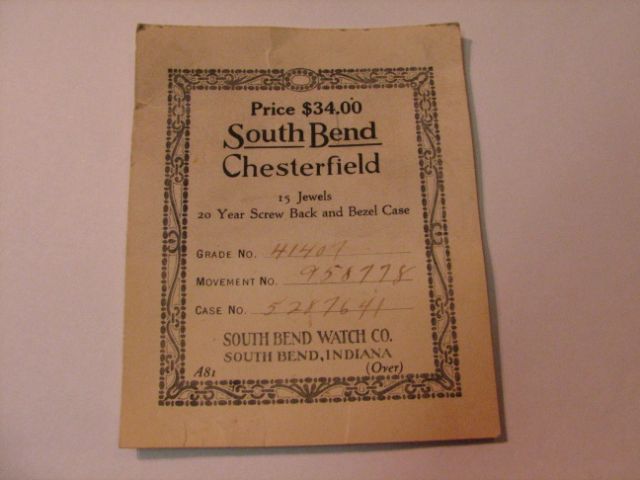 Price $34.00
South Bend
Chesterfield
15 Jewels
20 Year Screw Back and Bezel Case
GRADE NO. 41407
MOVEMENT NO. 958778
CASE NO. 5287641
SOUTH BEND WATCH CO.
SOUTH BEND, INDIANA
A81 (Over)